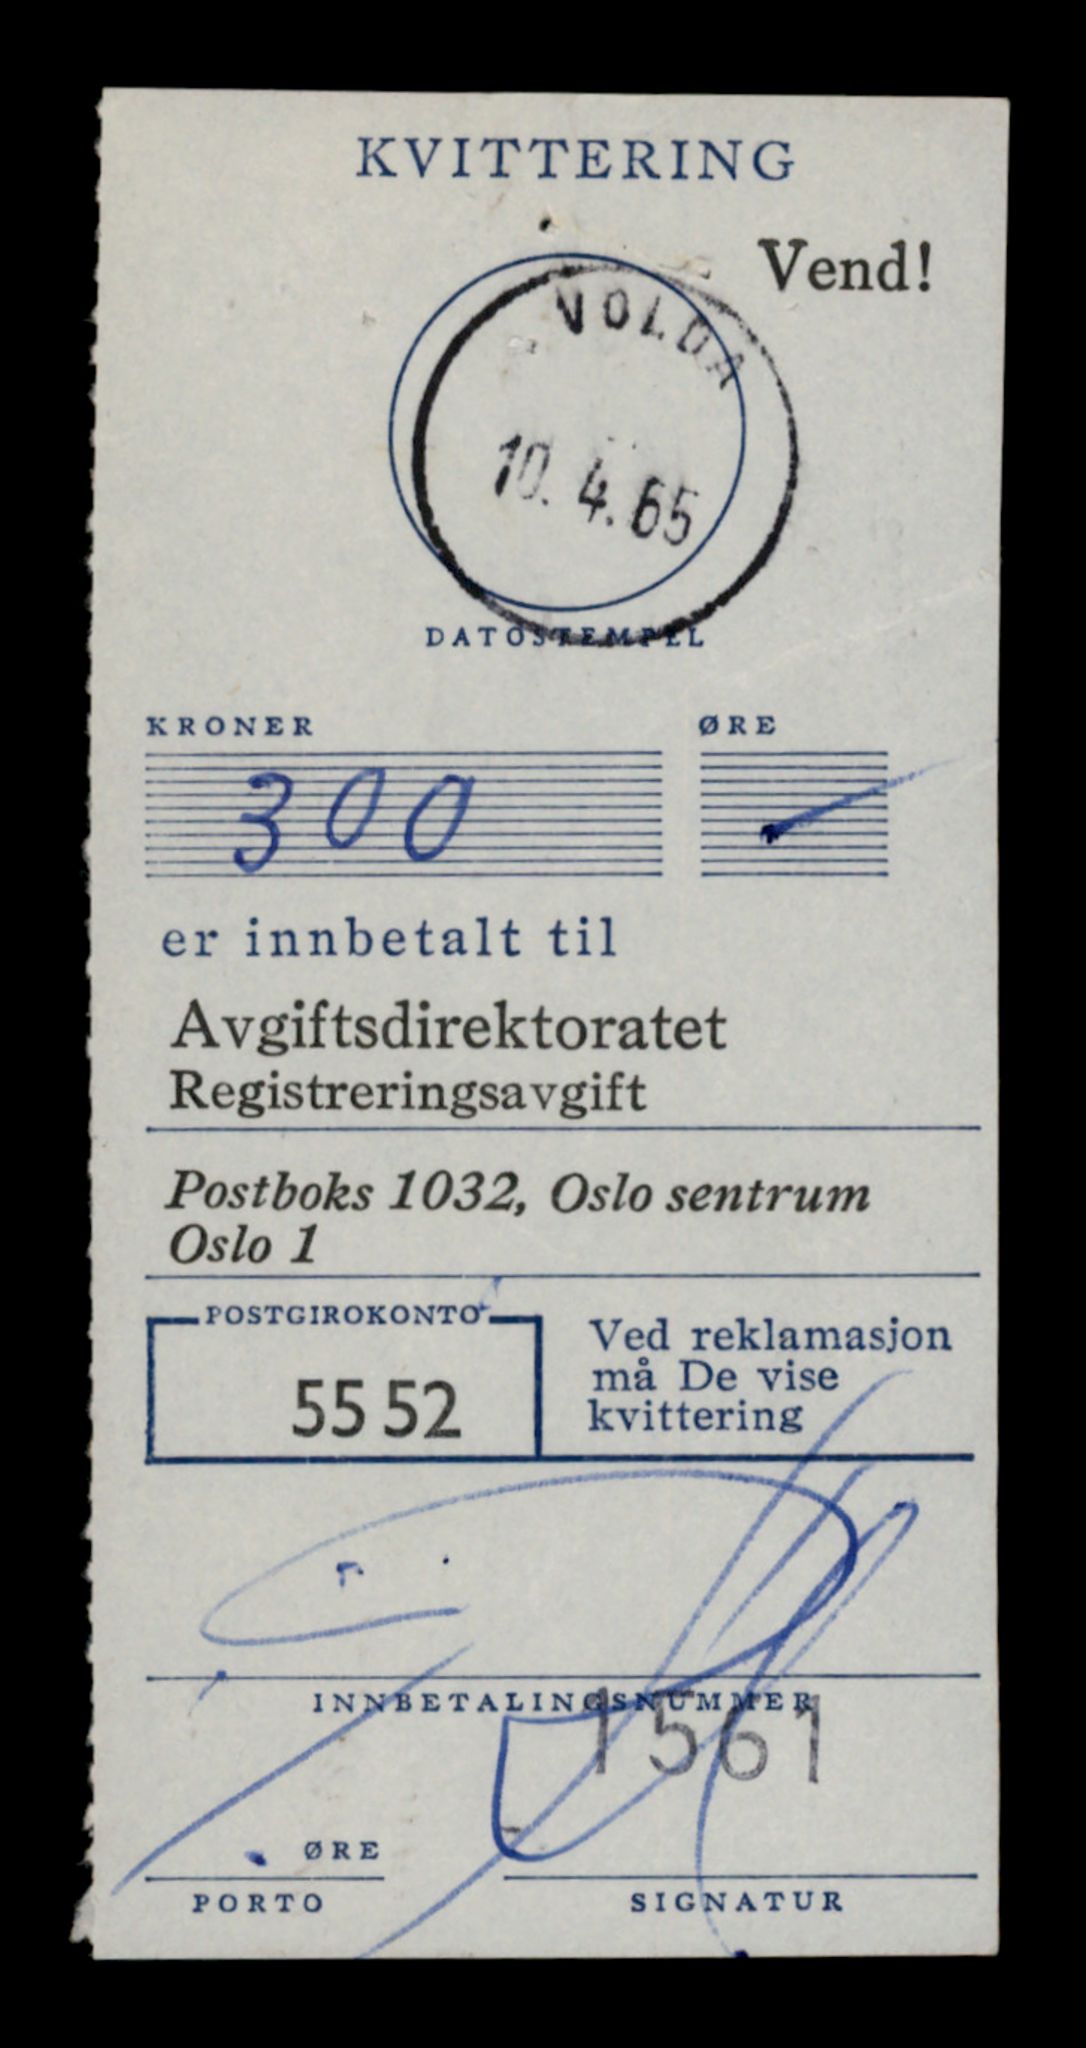 KVITTERING
Vend!
VOLDA
10. 4. 65
DATOSTEMPEL
KRONER ØRE
300 –
er innbetalt til
Avgiftsdirektoratet
Registreringsavgift
Postboks 1032, Oslo sentrum
Oslo 1
POSTGIROKONTO
55 52
Ved reklamasjon
må De vise
kvittering
INNBETALINGSNUMMER
1561
ØRE
PORTO
SIGNATUR